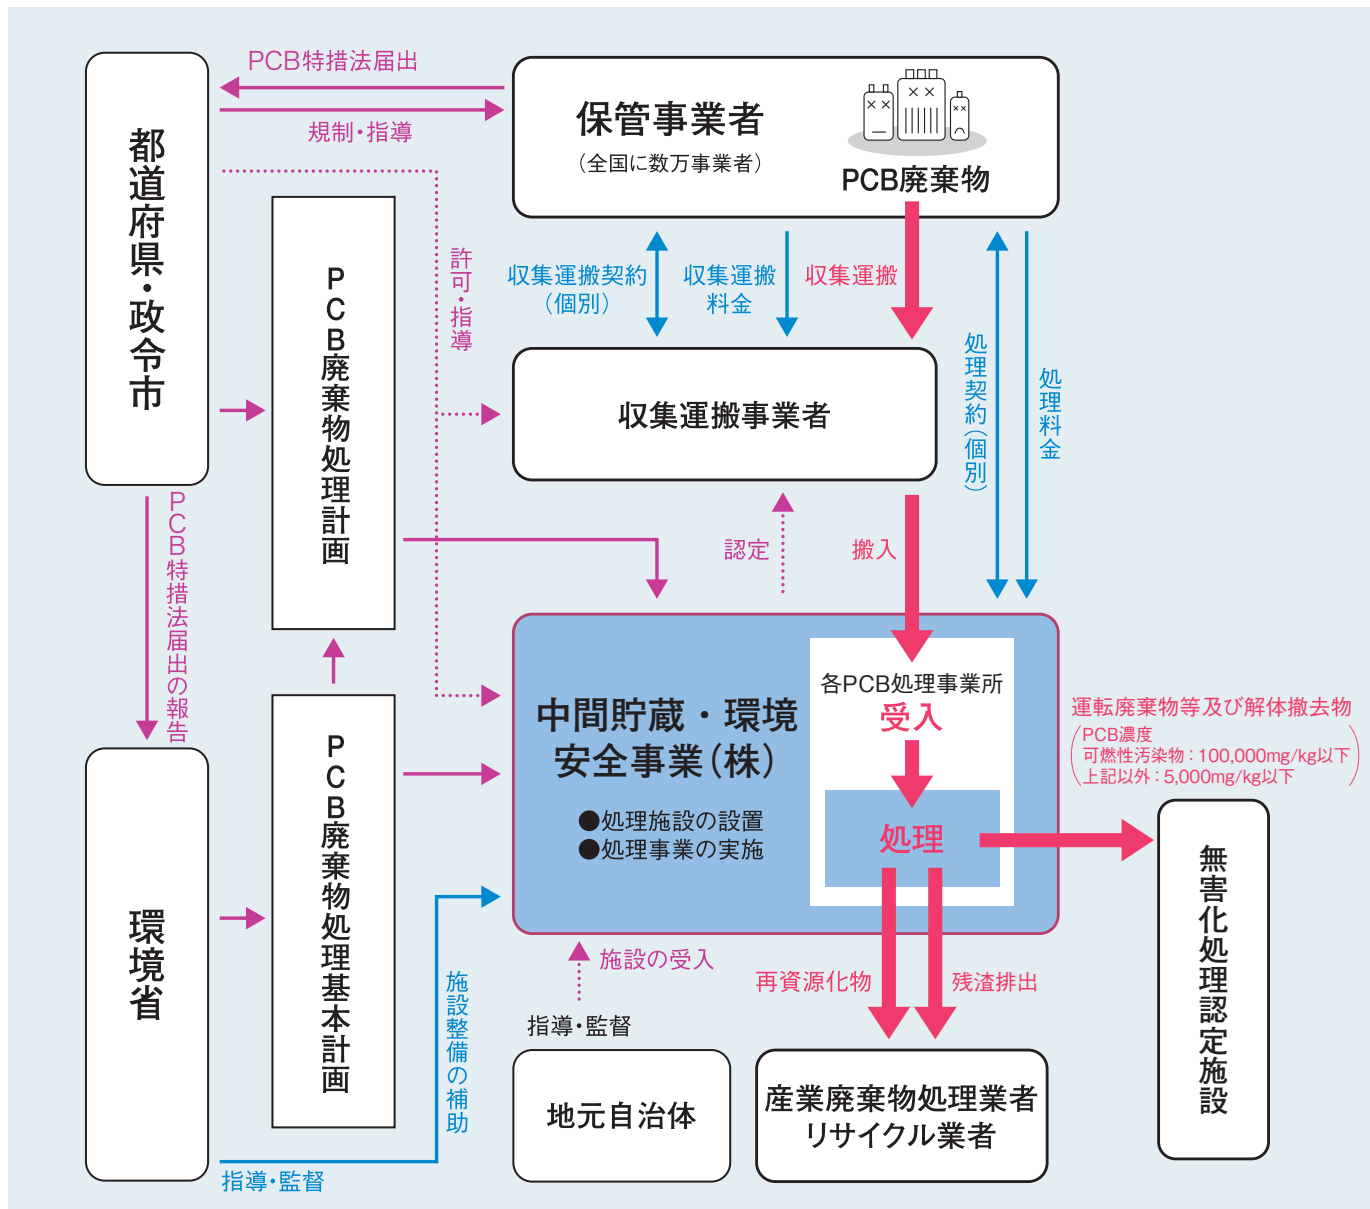 PCB特措法届出
規制・指導
都道府県・政令市
保管事業者
（全国に数万事業者）
PCB廃棄物
許可・指導
PCB廃棄物処理計画
収集運搬契約
（個別）
収集運搬
料金
収集運搬
処理契約（個別）
処理料金
収集運搬事業者
PCB特措法届出の報告
認定
搬入
各PCB処理事業所
受入
中間貯蔵・環境
安全事業（株）
●処理施設の設置
●処理事業の実施
処理
運転廃棄物等及び解体撤去物
PCB濃度
可燃性汚染物：100,000mg/kg以下
上記以外：5,000mg/kg以下
無害化処理認定施設
環境省
PCB廃棄物処理基本計画
施設整備の補助
指導・監督
施設の受入
指導・監督
地元自治体
再資源化物
残渣排出
産業廃棄物処理業者
リサイクル業者